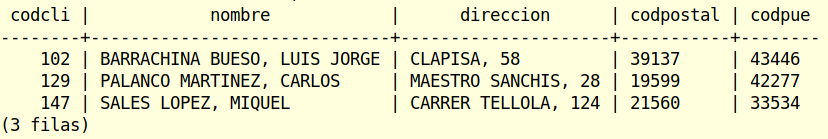 codcli | nombre | direccion | codpostal | codpue
--------+------------------------------+---------------------+-----------+--------
102 | BARRACHINA BUESO, LUIS JORGE | CLAPISA, 58 | 39137 | 43446
129 | PALANCO MARTINEZ, CARLOS | MAESTRO SANCHIS, 28 | 19599 | 42277
147 | SALES LOPEZ, MIQUEL | CARRER TELLOLA, 124 | 21560 | 33534
(3 filas)